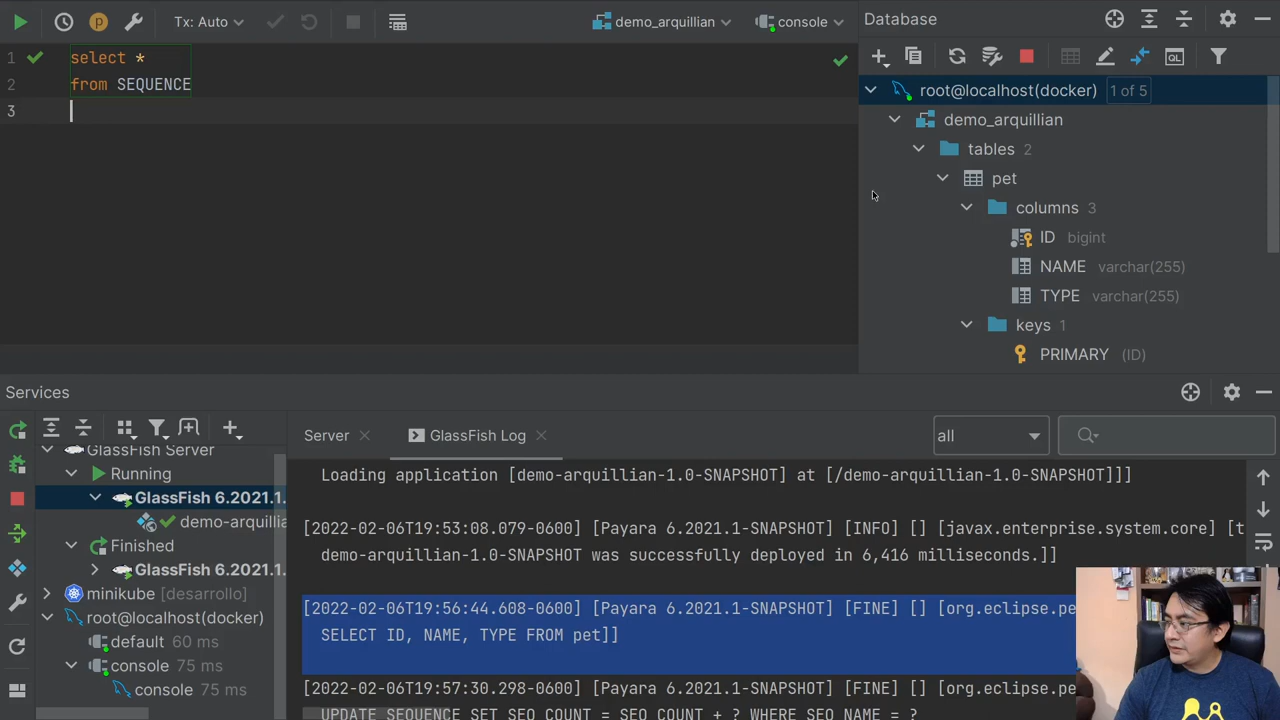 Tx: Auto
demo_arquillian
console
1 select *
2 from SEQUENCE
3
Database
QL
root@localhost(docker) 1 of 5
demo_arquillian
tables 2
pet
columns 3
ID bigint
NAME varchar(255)
TYPE varchar(255)
keys 1
PRIMARY (ID)
Services
GlassFish Server
Running
GlassFish 6.2021.1.
demo-arquilli
Finished
GlassFish 6.2021.1.
minikube [desarrollo]
root@localhost(docker)
default 60 ms
console 75 ms
console 75 ms
Server
GlassFish Log
all
Loading application [demo-arquillian-1.0-SNAPSHOT] at [/demo-arquillian-1.0-SNAPSHOT]]]
[2022-02-06T19:53:08.079-0600] [Payara 6.2021.1-SNAPSHOT] [INFO] [] [javax.enterprise.system.core] [t
demo-arquillian-1.0-SNAPSHOT was successfully deployed in 6,416 milliseconds.]]
[2022-02-06T19:56:44.608-0600] [Payara 6.2021.1-SNAPSHOT] [FINE] [] [org.eclipse.pe
SELECT ID, NAME, TYPE FROM pet]]
[2022-02-06T19:57:30.298-0600] [Payara 6.2021.1-SNAPSHOT] [FINE] [] [org.eclipse.pe
UPDATE SEQUENCE SET SEQ_COUNT = SEQ_COUNT + ? WHERE SEQ_NAME = ?